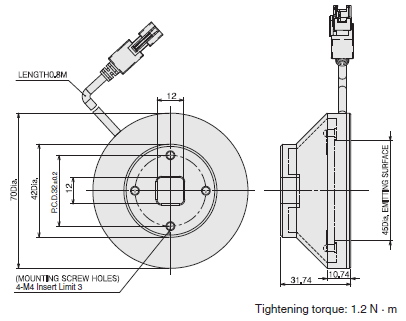 LENGTH0.8M
12
70Dia.
42Dia.
P.C.D.32±0.2
12
45Dia. EMITTING SURFACE
(MOUNTING SCREW HOLES)
4-M4 Insert Limit 3
10.74
31.74
Tightening torque: 1.2 N · m